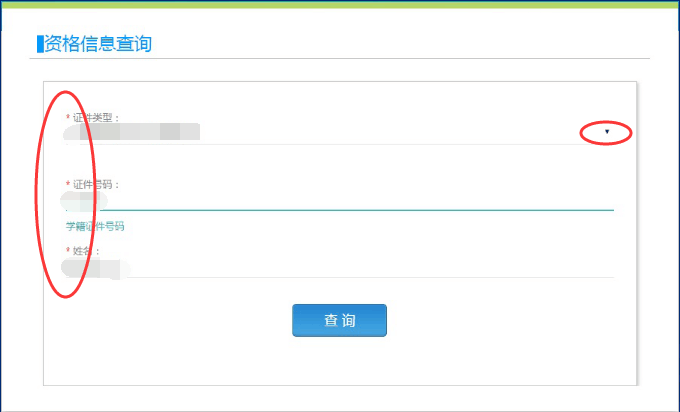 资格信息查询
* 证件类型：
* 证件号码：
学籍证件号码
* 姓名：
查 询